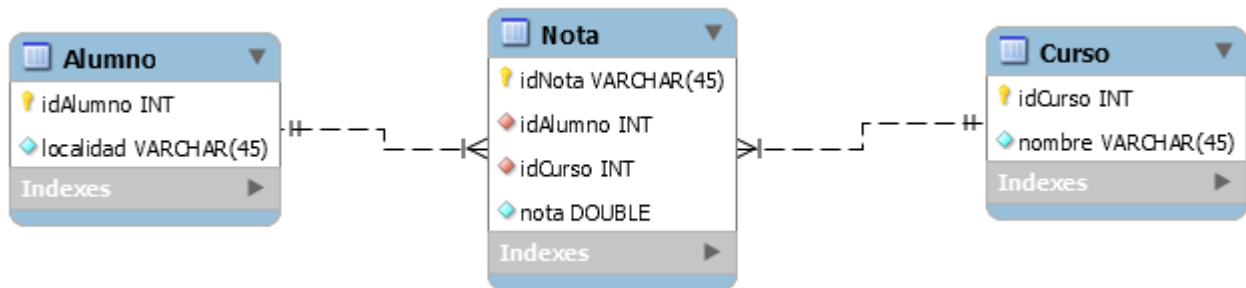 Alumno
idAlumno INT
localidad VARCHAR(45)
Indexes
Nota
idNota VARCHAR(45)
idAlumno INT
idCurso INT
nota DOUBLE
Indexes
Curso
idCurso INT
nombre VARCHAR(45)
Indexes